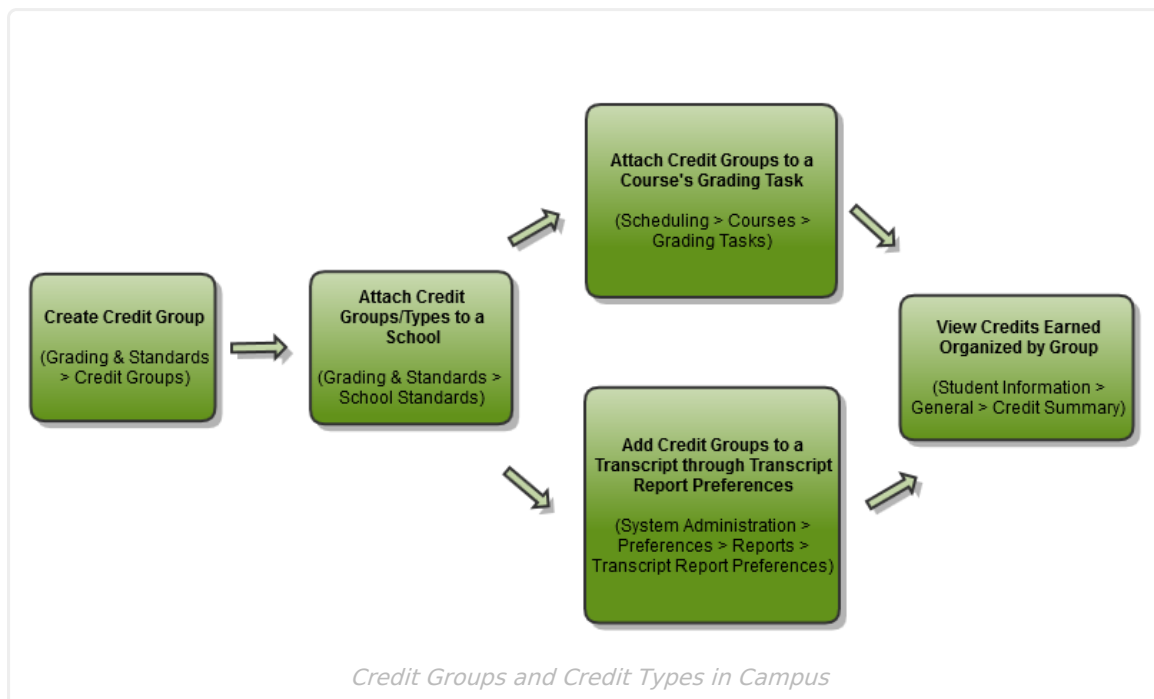 Create Credit Group
(Grading & Standards
> Credit Groups)
Attach Credit
Groups/Types to a
School
(Grading & Standards >
School Standards)
Attach Credit Groups to a
Course's Grading Task
(Scheduling > Courses >
Grading Tasks)
Add Credit Groups to a
Transcript through Transcript
Report Preferences
(System Administration >
Preferences > Reports >
Transcript Report Preferences)
View Credits Earned
Organized by Group
(Student Information >
General > Credit Summary)
Credit Groups and Credit Types in Campus